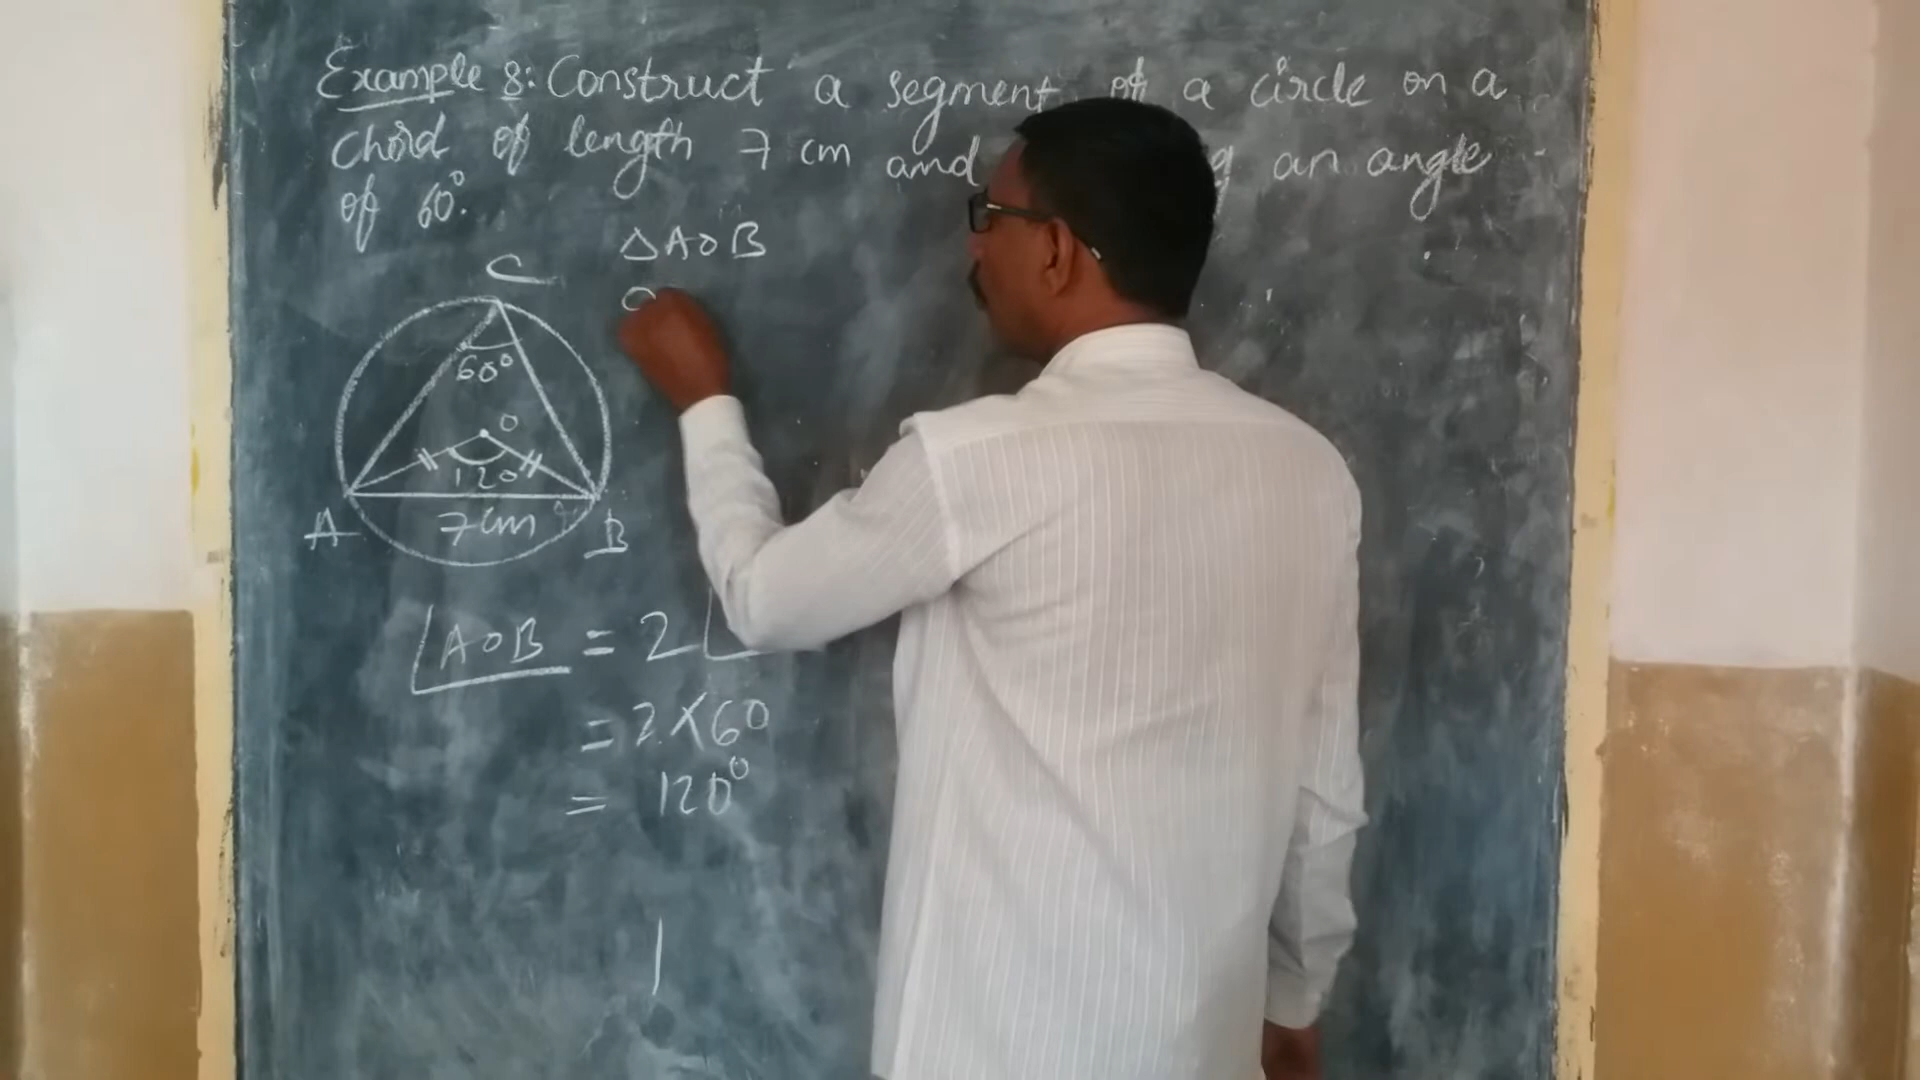 Example 8: Construct a segment of a circle on a
chord of length 7 cm and an angle
of 60°.
C
△AOB
O
60°
O
120°
7cm
A
B
∠AOB = 2
= 2×60
= 120°